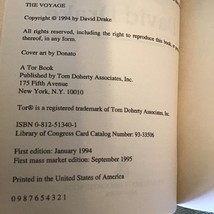 THE VOYAGE
Copyright © 1994 by David Drake
All rights reserved, including the right to reproduce this book, or
thereof, in any form.
Cover art by Donato
A Tor Book
Published by Tom Doherty Associates, Inc.
175 Fifth Avenue
New York, N.Y. 10010
Tor® is a registered trademark of Tom Doherty Associates, Inc.
ISBN 0-812-51340-1
Library of Congress Card Catalog Number: 93-33506
First edition: January 1994
First mass market edition: September 1995
Printed in the United States of America
0987654321